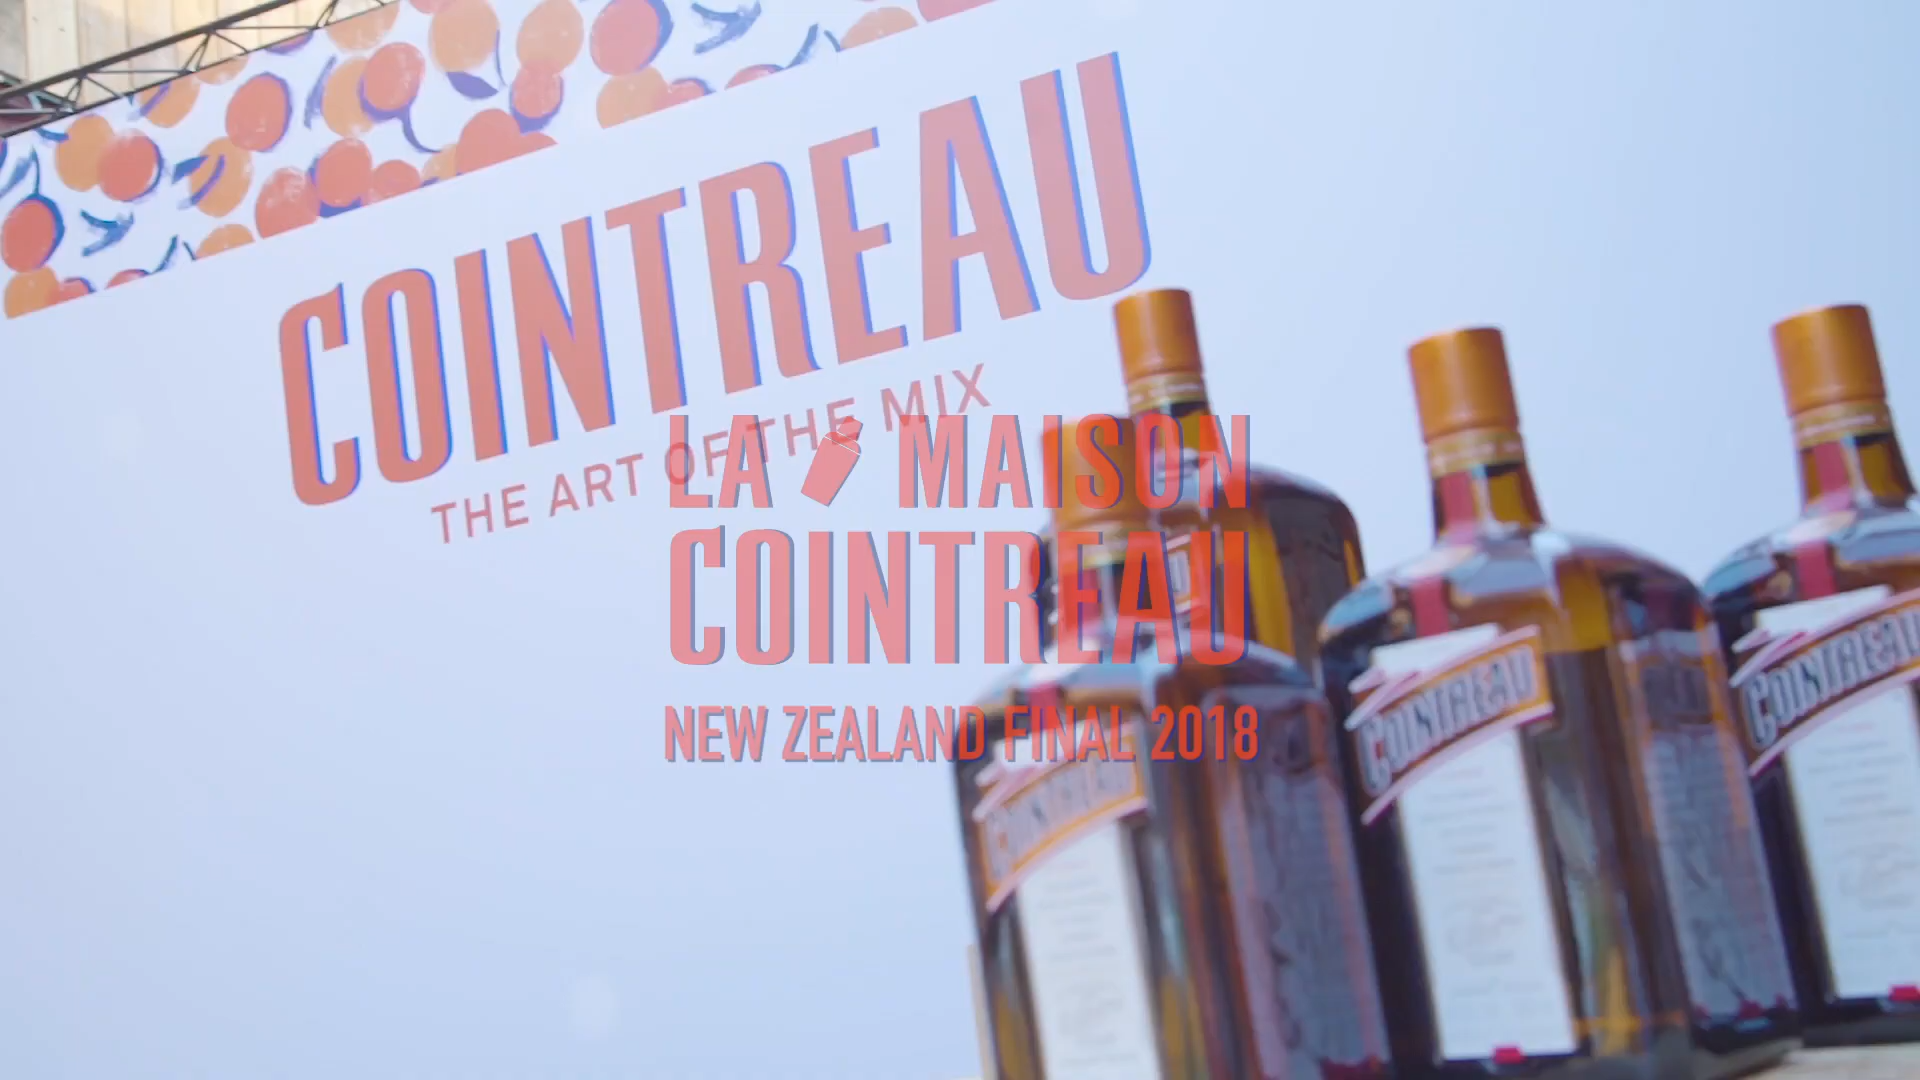 COINTREAU
THE ART OF THE MIX
LA MAISON
COINTREAU
NEW ZEALAND FINAL 2018
COINTREAU
COINTREAU
COINTREAU